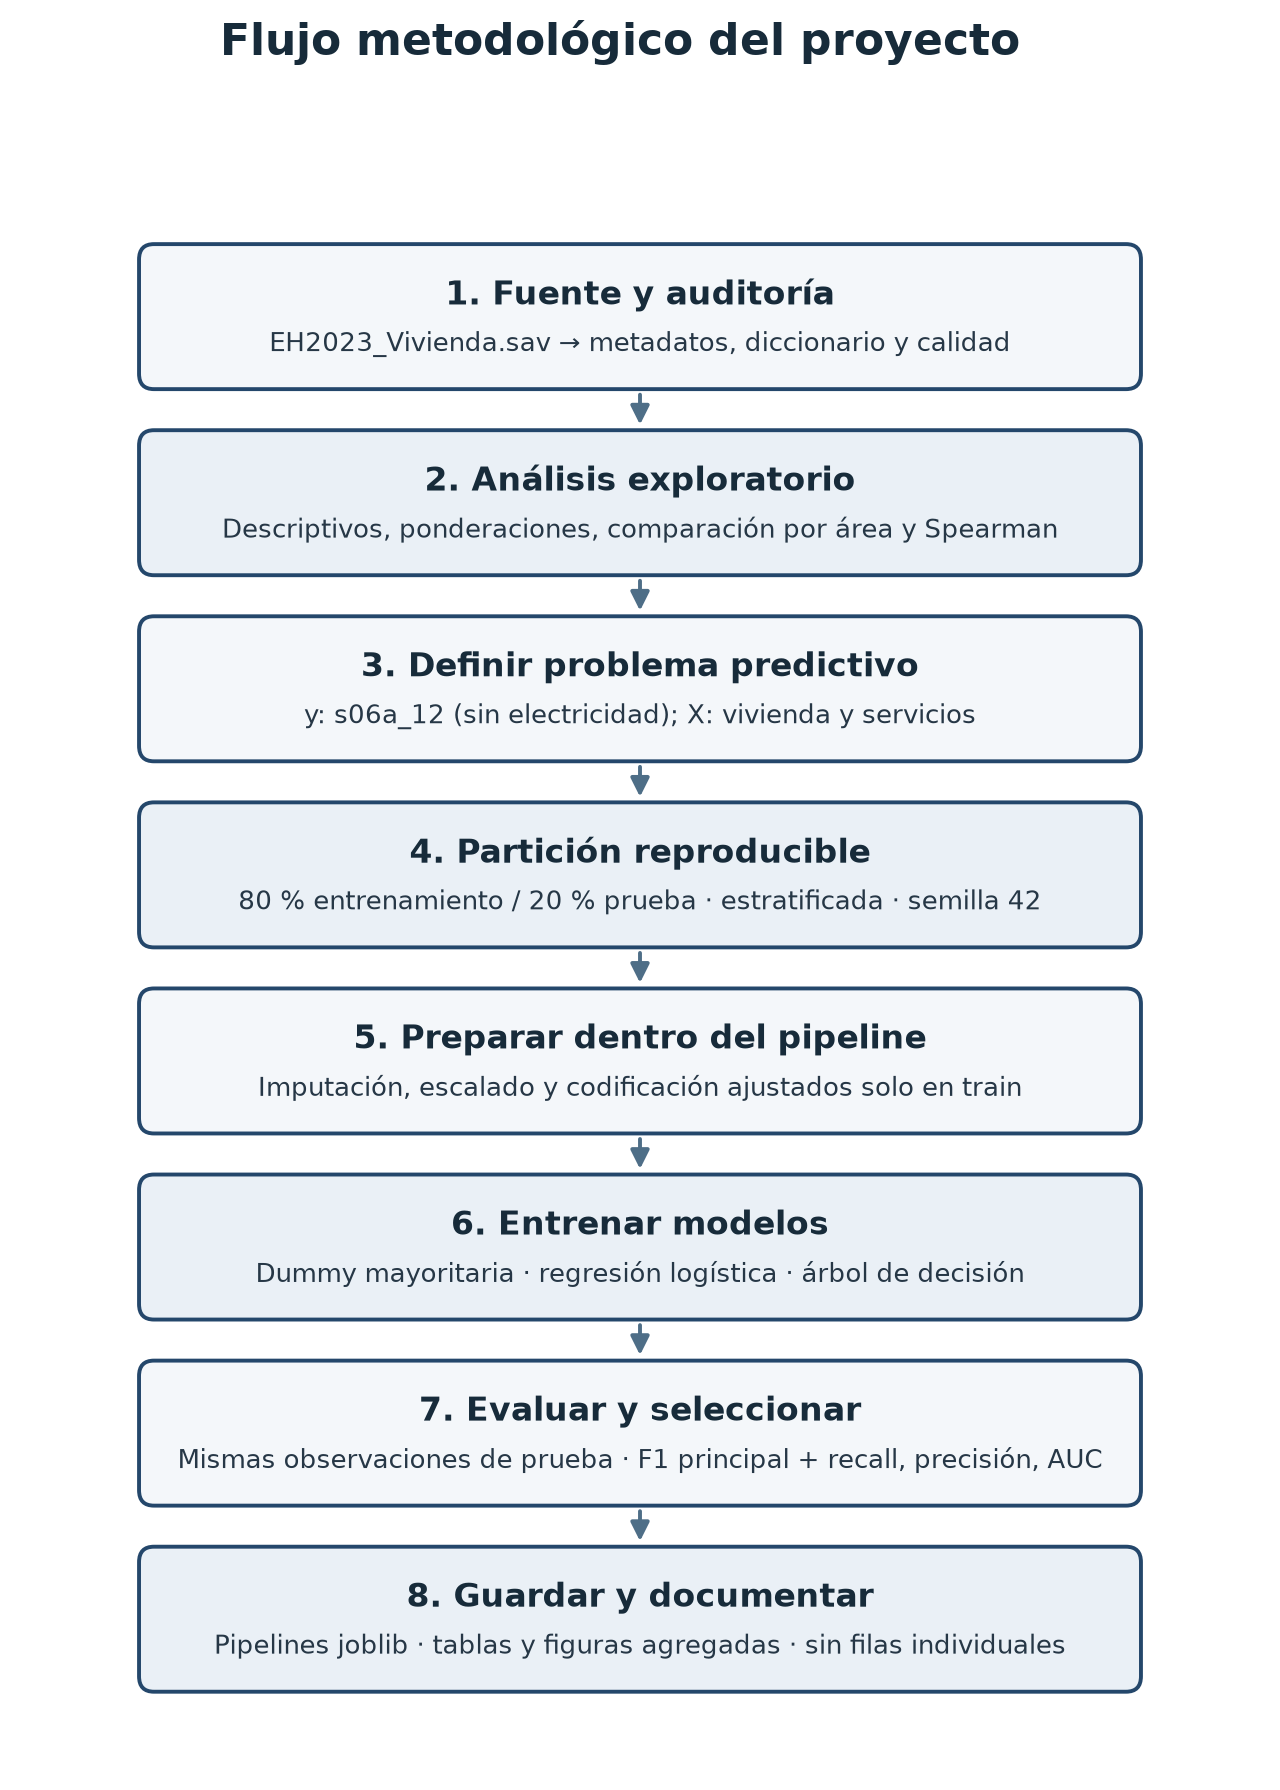 Flujo metodológico del proyecto
1. Fuente y auditoría
EH2023_Vivienda.sav → metadatos, diccionario y calidad
2. Análisis exploratorio
Descriptivos, ponderaciones, comparación por área y Spearman
3. Definir problema predictivo
y: s06a_12 (sin electricidad); X: vivienda y servicios
4. Partición reproducible
80 % entrenamiento / 20 % prueba · estratificada · semilla 42
5. Preparar dentro del pipeline
Imputación, escalado y codificación ajustados solo en train
6. Entrenar modelos
Dummy mayoritaria · regresión logística · árbol de decisión
7. Evaluar y seleccionar
Mismas observaciones de prueba · F1 principal + recall, precisión, AUC
8. Guardar y documentar
Pipelines joblib · tablas y figuras agregadas · sin filas individuales